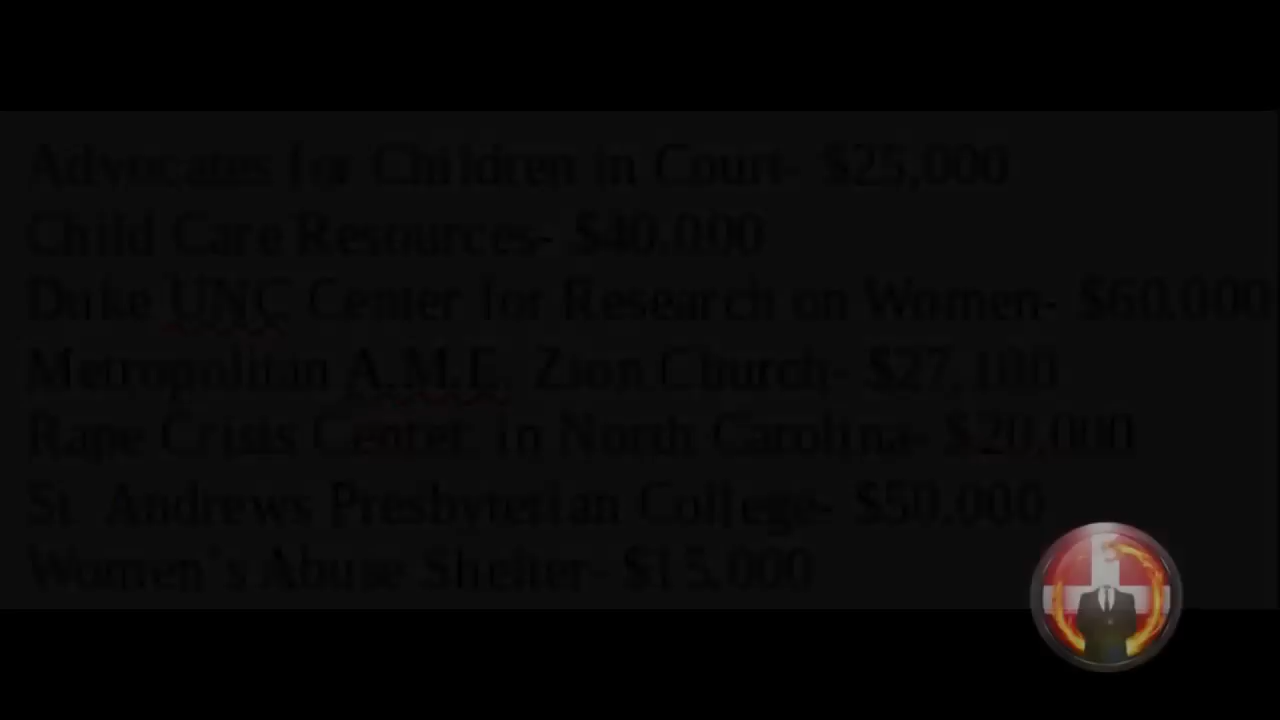 Advocates for Children in Court- $25,000
Child Care Resources- $40,000
Duke UNC Center for Research on Women- $60,000
Metropolitan A.M.E. Zion Church- $27,100
Rape Crisis Center in North Carolina- $20,000
St. Andrews Presbyterian College- $50,000
Women's Abuse Shelter- $15,000